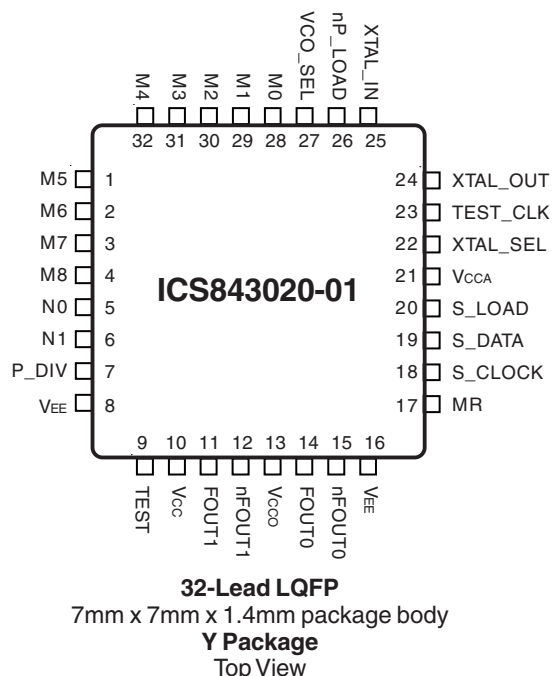 M4 M3 M2 M1 M0 VCO_SEL nP_LOAD XTAL_IN
32 31 30 29 28 27 26 25
M5 1 24 XTAL_OUT
M6 2 23 TEST_CLK
M7 3 22 XTAL_SEL
M8 4 21 VCCA
ICS843020-01
N0 5 20 S_LOAD
N1 6 19 S_DATA
P_DIV 7 18 S_CLOCK
VEE 8 17 MR
9 10 11 12 13 14 15 16
TEST VCC FOUT1 nFOUT1 VCCO FOUT0 nFOUT0 VEE
32-Lead LQFP
7mm x 7mm x 1.4mm package body
Y Package
Top View